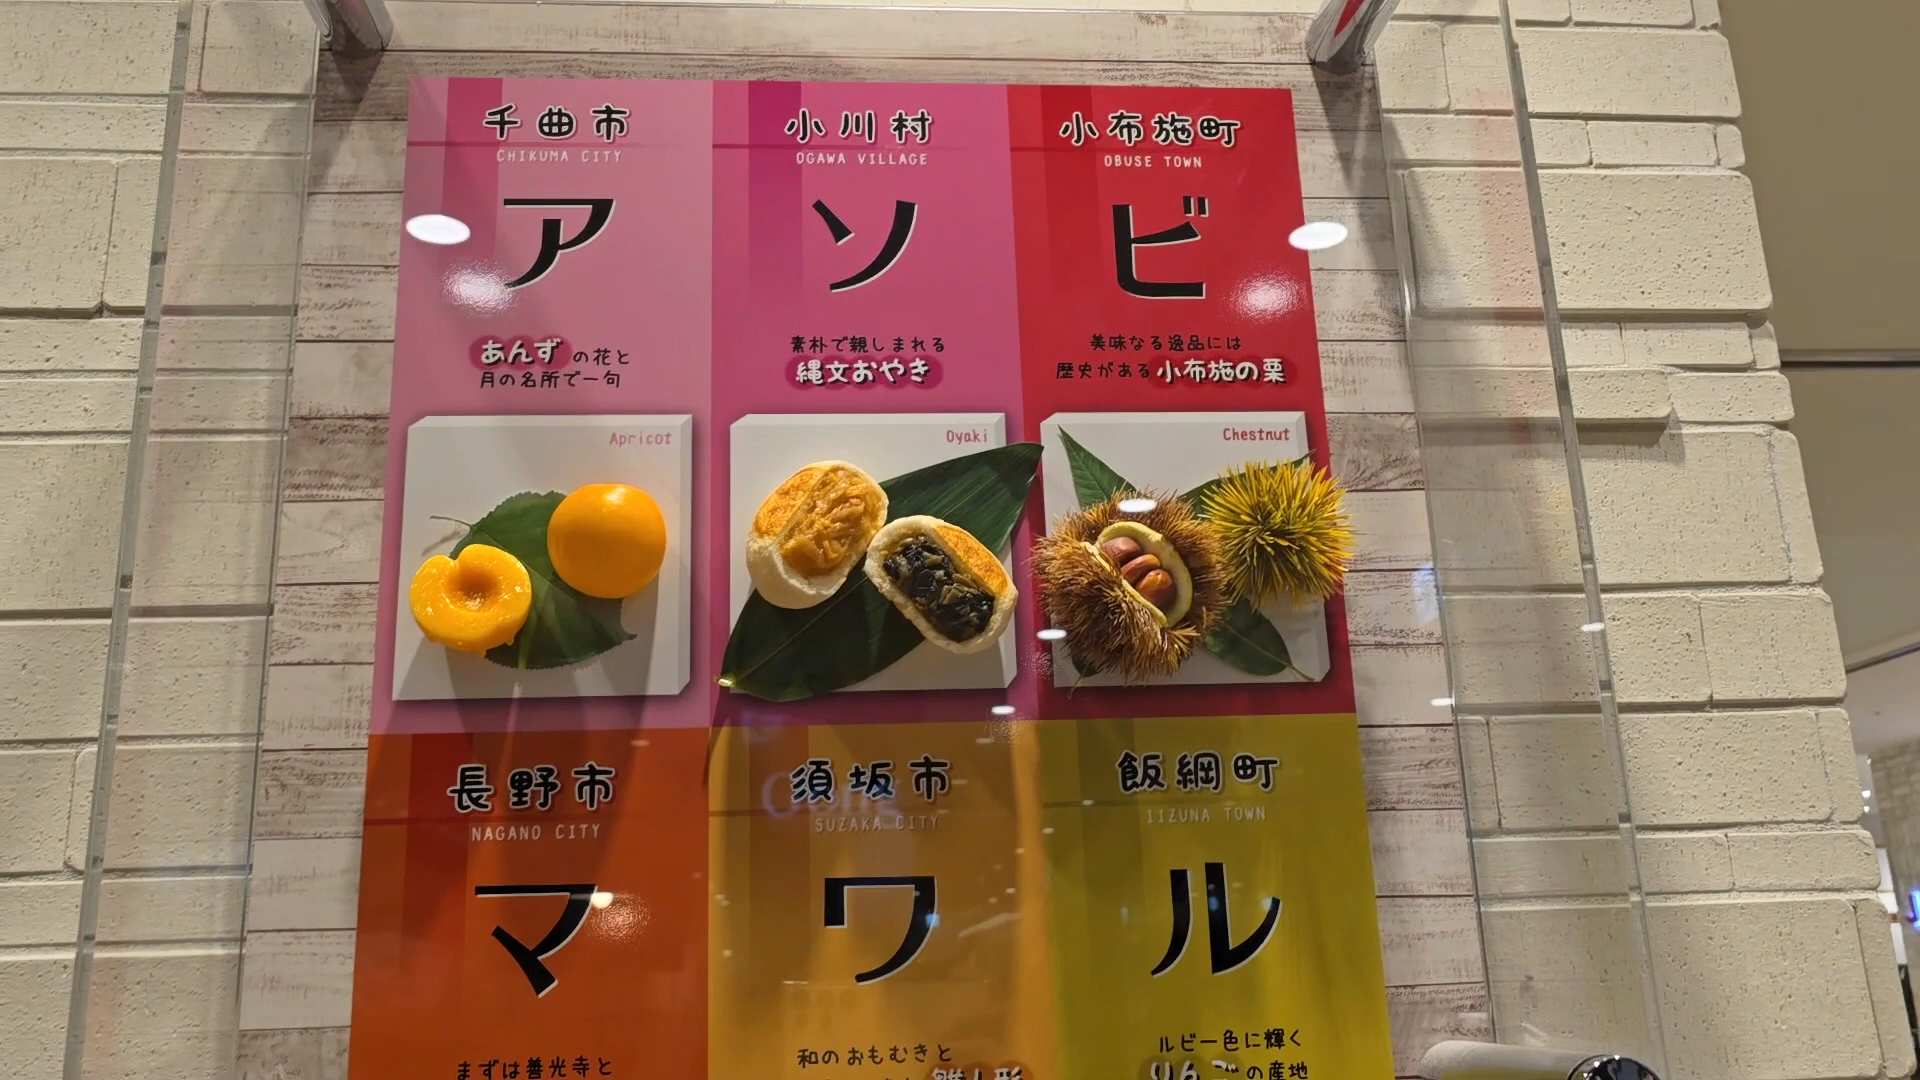 千曲市
CHIKUMA CITY
ア
あんずの花と
月の名所で一句
Apricot
小川村
OGAWA VILLAGE
ソ
素朴で親しまれる
縄文おやき
Oyaki
小布施町
OBUSE TOWN
ビ
美味なる逸品には
歴史がある小布施の栗
Chestnut
長野市
NAGANO CITY
マ
まずは善光寺と
須坂市
SUZAKA CITY
ワ
和のおもむきと
飯綱町
IIZUNA TOWN
ル
ルビー色に輝く
りんごの産地